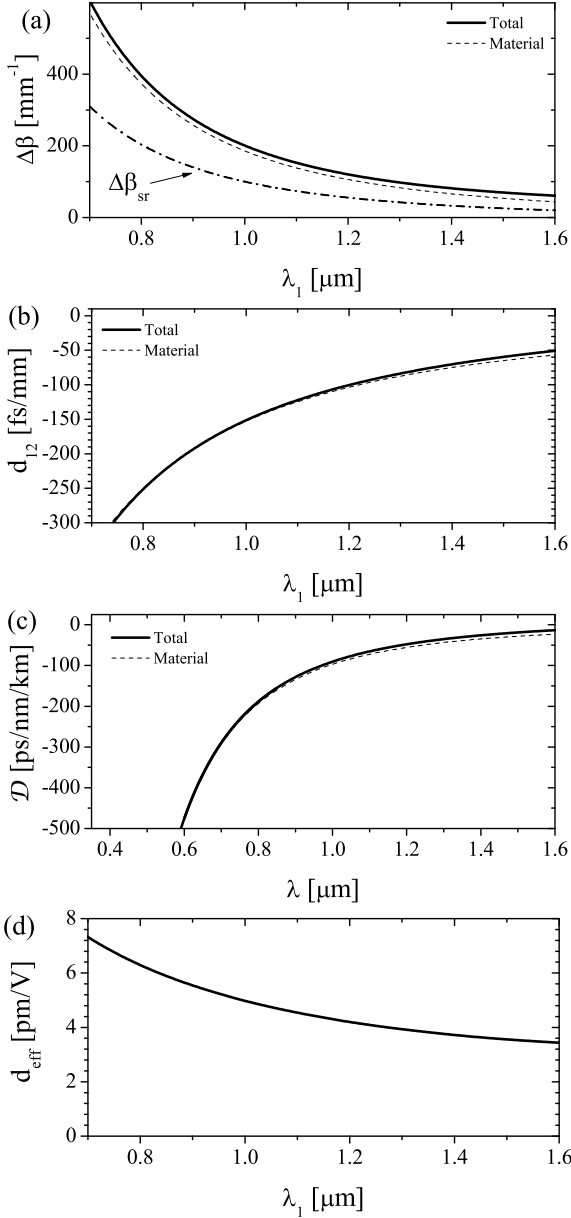 (a)
Total
Material
Δβ [mm⁻¹]
400
200
0
Δβsr
0.8 1.0 1.2 1.4 1.6
λ₁ [μm]
(b)
Total
Material
d₁₂ [fs/mm]
0
-50
-100
-150
-200
-250
-300
0.8 1.0 1.2 1.4 1.6
λ₁ [μm]
(c)
Total
Material
𝒟 [ps/nm/km]
0
-100
-200
-300
-400
-500
0.4 0.6 0.8 1.0 1.2 1.4 1.6
λ [μm]
(d)
d_eff [pm/V]
8
6
4
2
0
0.8 1.0 1.2 1.4 1.6
λ₁ [μm]